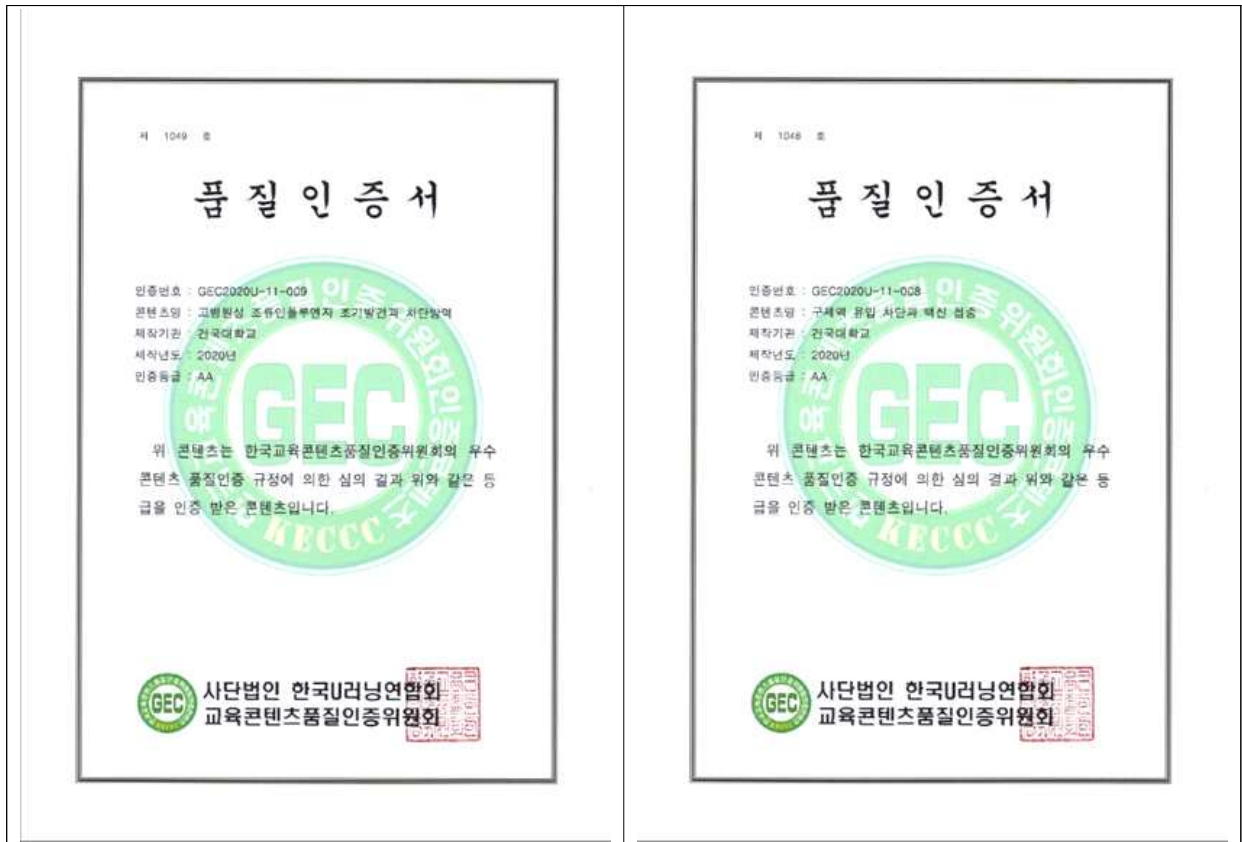 제 1049 호
품질인증서
인증번호 : GEC2020U-11-009
콘텐츠명 : 고병원성 조류인플루엔자 조기발견과 차단방역
제작기관 : 건국대학교
제작년도 : 2020년
인증등급 : AA
위 콘텐츠는 한국교육콘텐츠품질인증위원회의 우수
콘텐츠 품질인증 규정에 의한 심의 결과 위와 같은 등
급을 인증 받은 콘텐츠입니다.
GEC
KECCC
GEC
사단법인 한국U러닝연합회
교육콘텐츠품질인증위원회
제 1048 호
품질인증서
인증번호 : GEC2020U-11-008
콘텐츠명 : 구제역 유입 차단과 백신 접종
제작기관 : 건국대학교
제작년도 : 2020년
인증등급 : AA
위 콘텐츠는 한국교육콘텐츠품질인증위원회의 우수
콘텐츠 품질인증 규정에 의한 심의 결과 위와 같은 등
급을 인증 받은 콘텐츠입니다.
GEC
KECCC
GEC
사단법인 한국U러닝연합회
교육콘텐츠품질인증위원회